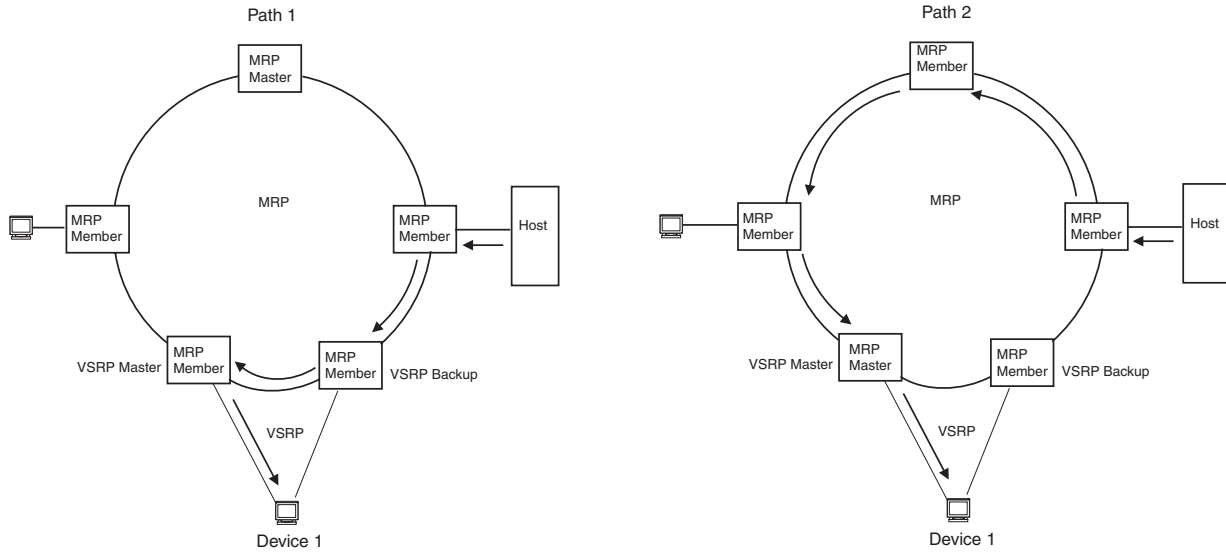 Path 1
MRP
Master
MRP
MRP
Member
MRP
Member
Host
VSRP Master
MRP
Member
MRP
Member
VSRP Backup
VSRP
Device 1
Path 2
MRP
Member
MRP
MRP
Member
MRP
Member
Host
VSRP Master
MRP
Master
MRP
Member
VSRP Backup
VSRP
Device 1